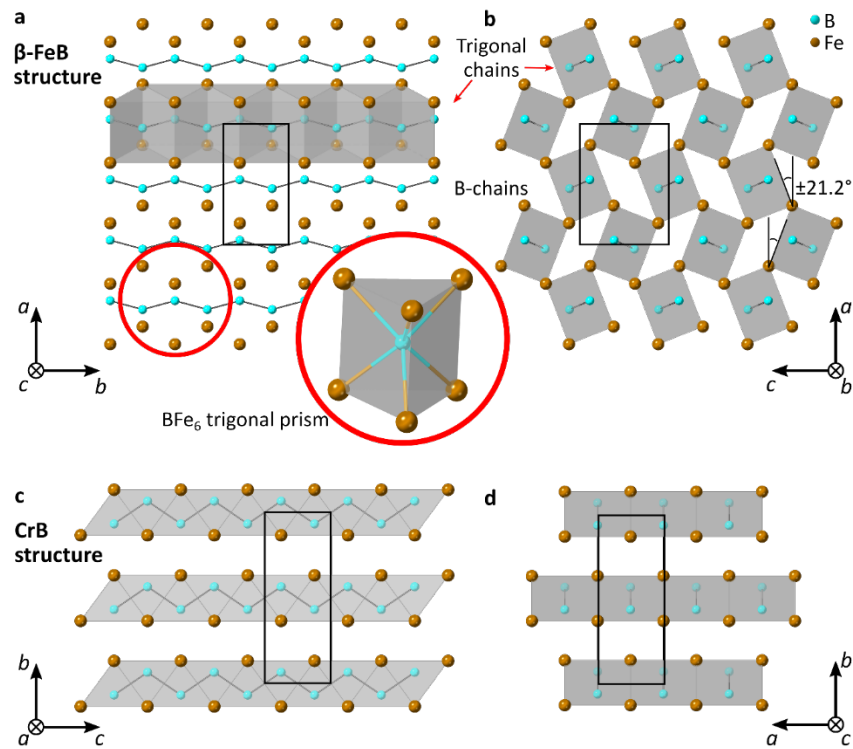 a
β-FeB
structure
Trigonal
chains
b
B
Fe
B-chains
±21.2°
a
c
b
BFe₆ trigonal prism
a
c
b
c
CrB
structure
d
b
a
c
b
a
c